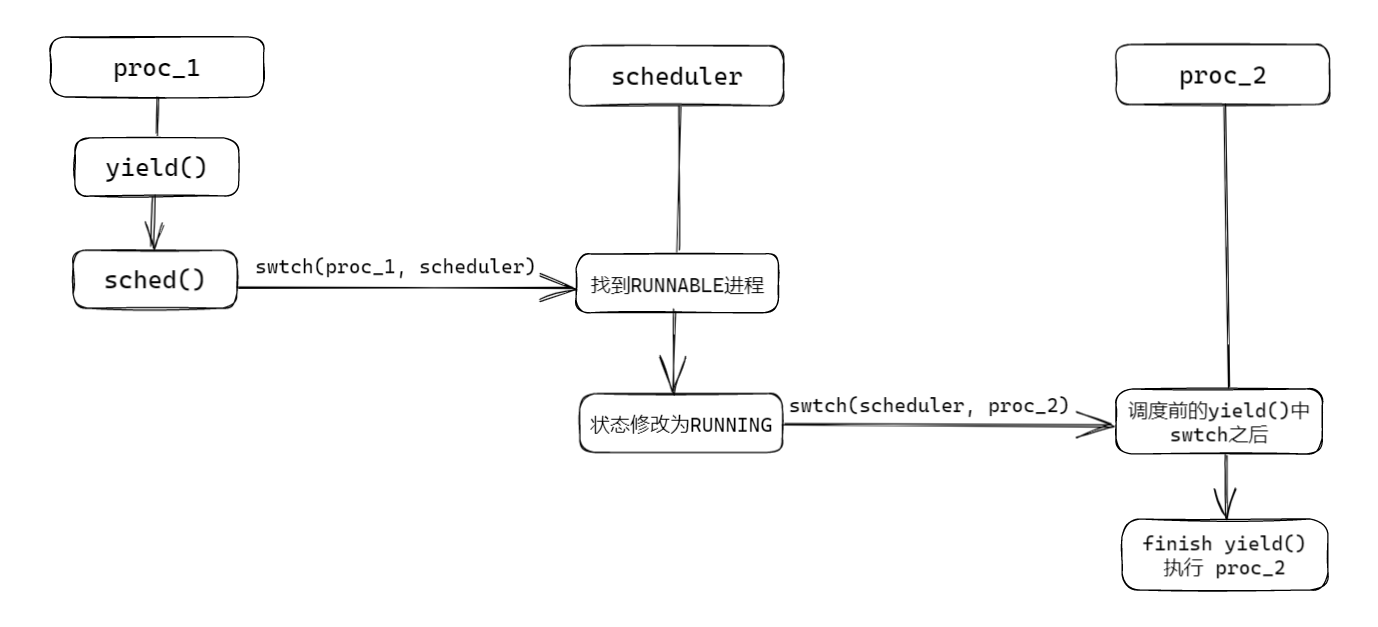 proc_1
scheduler
proc_2
yield()
sched()
swtch(proc_1, scheduler)
找到RUNNABLE进程
状态修改为RUNNING
swtch(scheduler, proc_2)
调度前的yield()中
swtch之后
finish yield()
执行 proc_2